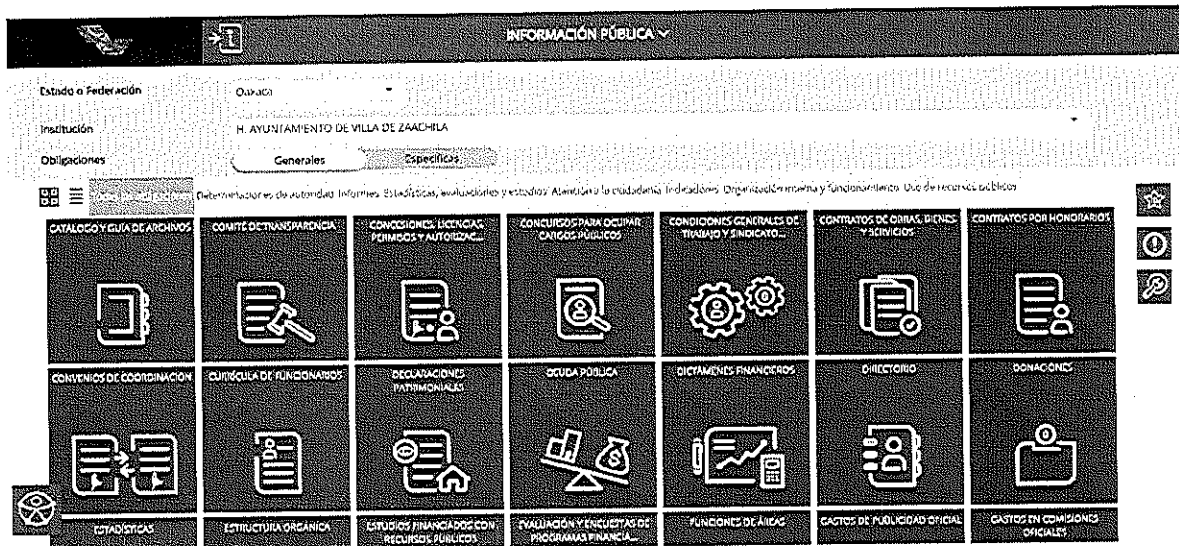 INFORMACIÓN PÚBLICA
Estado o Federación
Oaxaca
Institución
H. AYUNTAMIENTO DE VILLA DE ZAACHILA
Obligaciones
Generales
Específicas
Determinaciones de autoridad Informes Estadísticas, evaluaciones y estudios Atención a la ciudadanía Indicadores Organización interna y funcionamiento Uso de recursos públicos
CATÁLOGO Y GUÍA DE ARCHIVOS
COMITÉ DE TRANSPARENCIA
CONCESIONES, LICENCIAS,
PERMISOS Y AUTORIZAC...
CONCURSOS PARA OCUPAR
CARGOS PÚBLICOS
CONDICIONES GENERALES DE
TRABAJO Y SINDICATO...
CONTRATOS DE OBRAS, BIENES
Y SERVICIOS
CONTRATOS POR HONORARIOS
CONVENIOS DE COORDINACIÓN
CURRÍCULA DE FUNCIONARIOS
DECLARACIONES
PATRIMONIALES
DEUDA PÚBLICA
DICTÁMENES FINANCIEROS
DIRECTORIO
DONACIONES
ESTADÍSTICAS
ESTRUCTURA ORGÁNICA
ESTUDIOS FINANCIADOS CON
RECURSOS PÚBLICOS
EVALUACIÓN Y ENCUESTAS DE
PROGRAMAS FINANCIA...
FUNCIONES DE ÁREAS
GASTOS DE PUBLICIDAD OFICIAL
GASTOS EN COMISIONES
OFICIALES